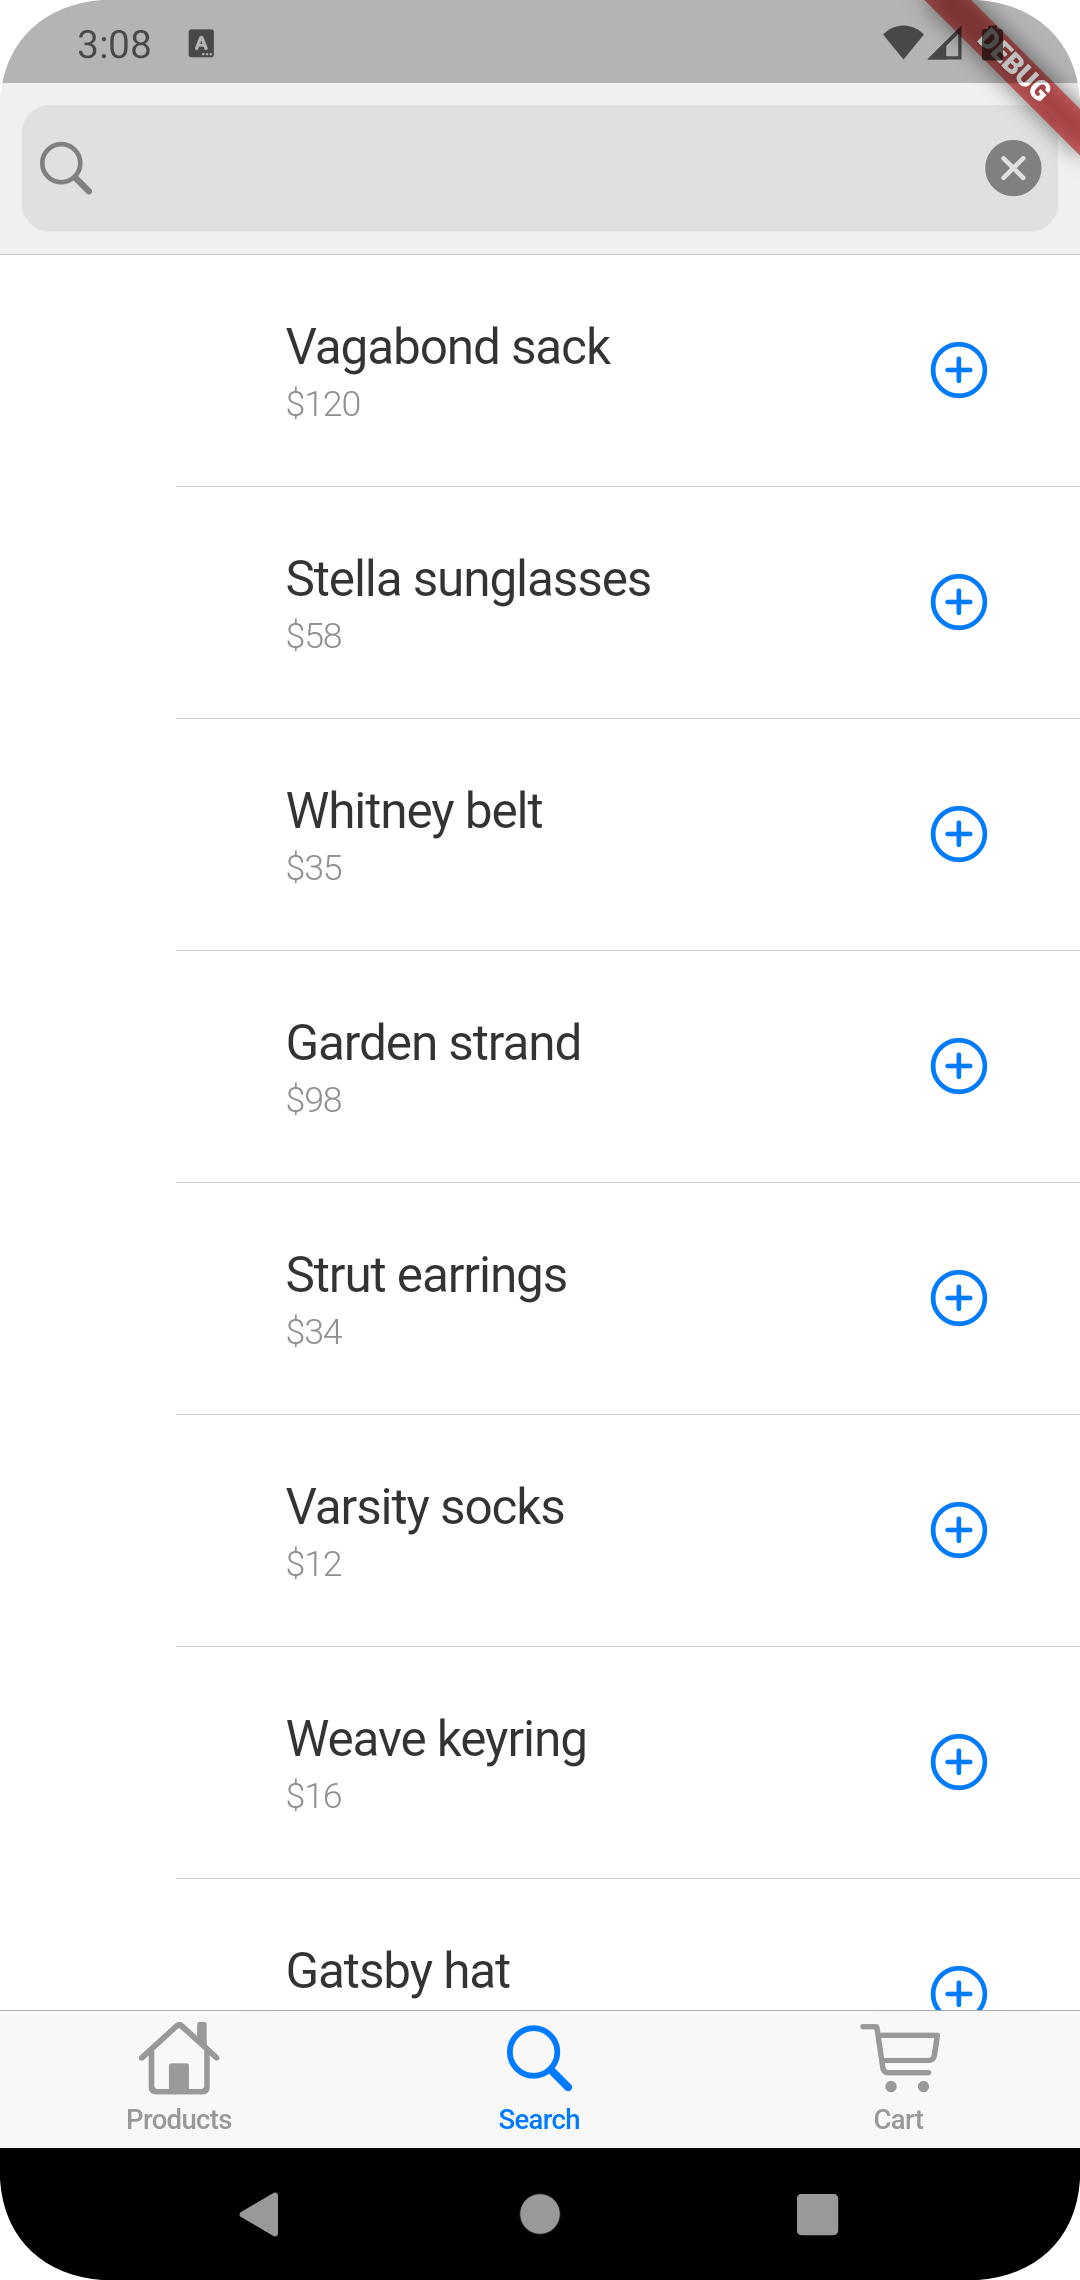 3:08
DEBUG
Vagabond sack
$120
Stella sunglasses
$58
Whitney belt
$35
Garden strand
$98
Strut earrings
$34
Varsity socks
$12
Weave keyring
$16
Gatsby hat
Products
Search
Cart